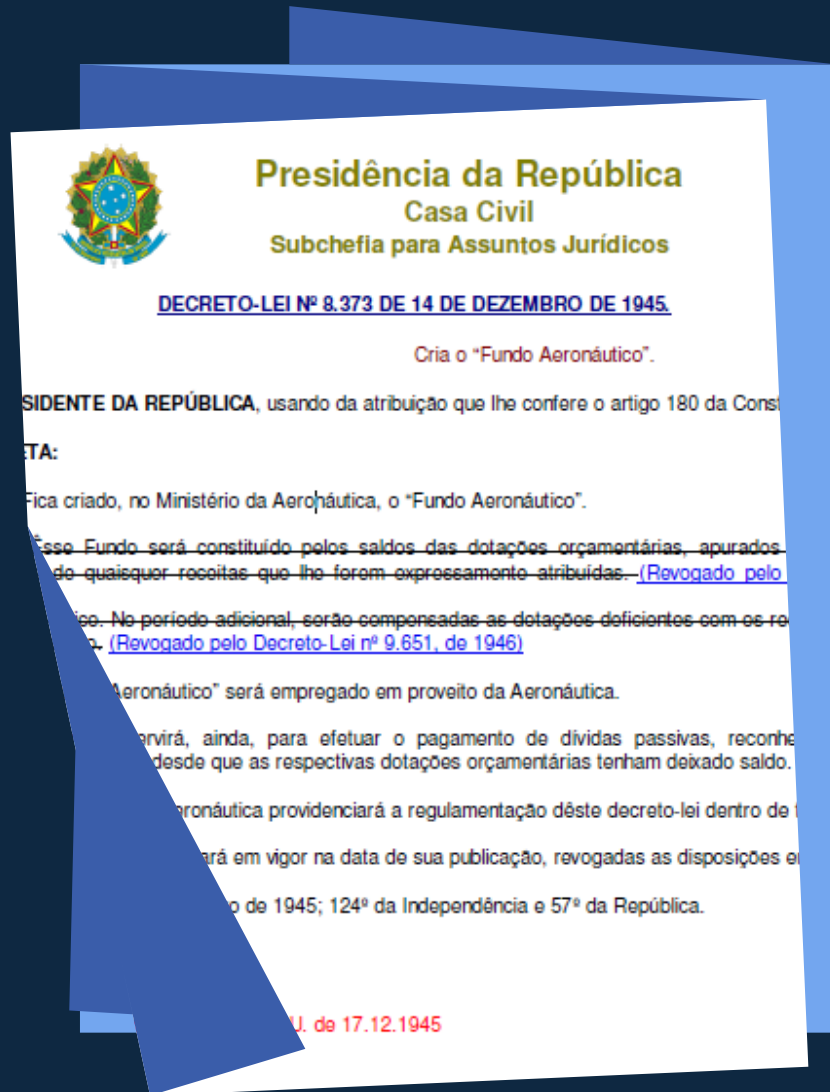 Presidência da República
Casa Civil
Subchefia para Assuntos Jurídicos
DECRETO-LEI Nº 8.373 DE 14 DE DEZEMBRO DE 1945.
Cria o “Fundo Aeronáutico”.
SIDENTE DA REPÚBLICA, usando da atribuição que lhe confere o artigo 180 da Const
ETA:
Fica criado, no Ministério da Aeronáutica, o “Fundo Aeronáutico”.
Êsse Fundo será constituído pelos saldos das dotações orçamentárias, apurados
de quaisquer receitas que lhe forem expressamente atribuídas. (Revogado pelo
ico. No período adicional, serão compensadas as dotações deficientes com os re
o. (Revogado pelo Decreto-Lei nº 9.651, de 1946)
Aeronáutico” será empregado em proveito da Aeronáutica.
ervirá, ainda, para efetuar o pagamento de dívidas passivas, reconhe
desde que as respectivas dotações orçamentárias tenham deixado saldo.
eronáutica providenciará a regulamentação dêste decreto-lei dentro de
ará em vigor na data de sua publicação, revogadas as disposições e
o de 1945; 124º da Independência e 57º da República.
U. de 17.12.1945